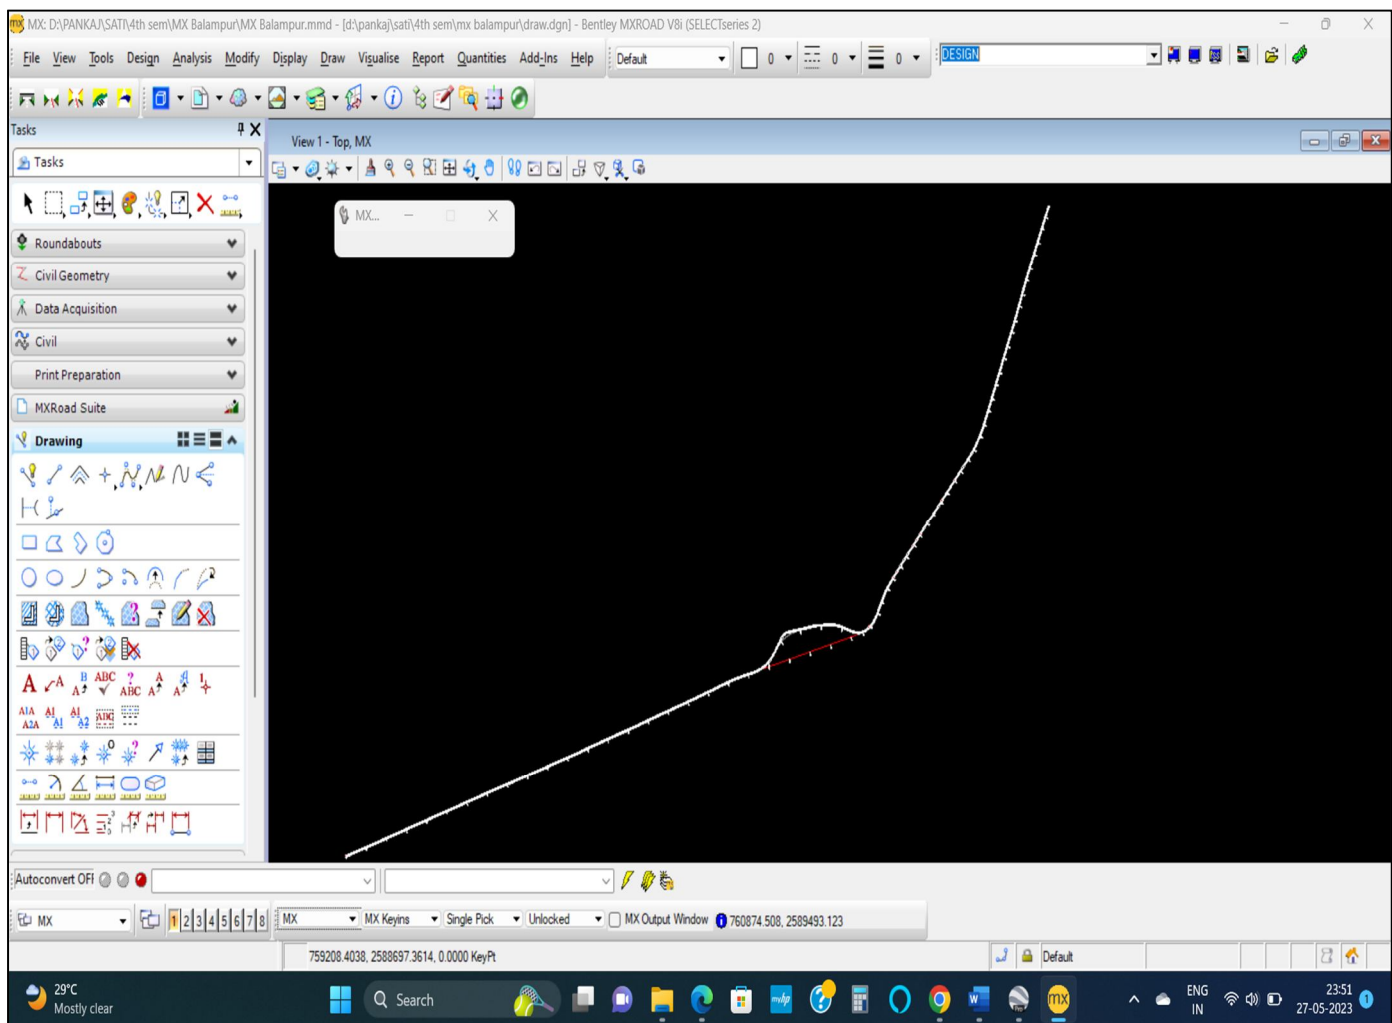 MX: D:\PANKAJ\SATI\4th sem\MX Balampur\MX Balampur.mmd - [d:\pankaj\sati\4th sem\mx balampur\draw.dgn] - Bentley MXROAD V8i (SELECTseries 2)
File View Tools Design Analysis Modify Display Draw Visualise Report Quantities Add-Ins Help Default 0 0 0 DESIGN
Tasks
View 1 - Top, MX
Tasks
MX...
Roundabouts
Civil Geometry
Data Acquisition
Civil
Print Preparation
MXRoad Suite
Drawing
Autoconvert OFF
MX 1 2 3 4 5 6 7 8 MX MX Keyins Single Pick Unlocked MX Output Window 760874.508, 2589493.123
759208.4038, 2588697.3614, 0.0000 KeyPt Default
29°C
Mostly clear
Search
ENG
IN
23:51
27-05-2023